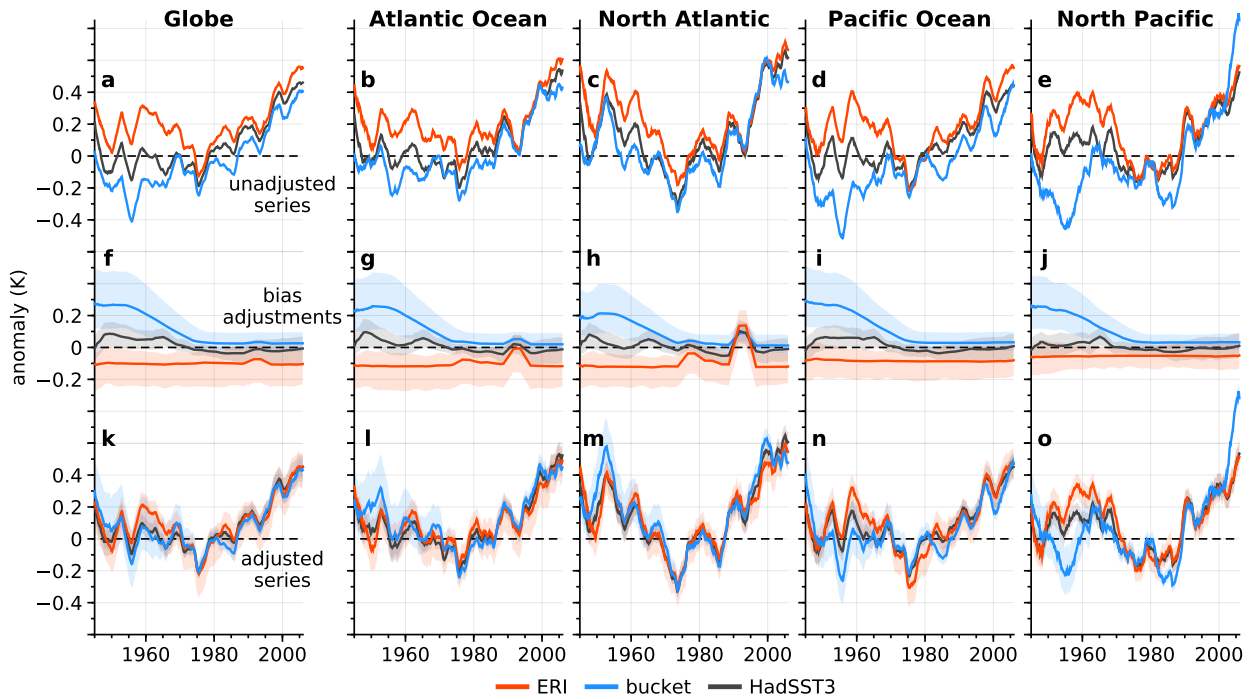 Globe Atlantic Ocean North Atlantic Pacific Ocean North Pacific
a b c d e
0.4
0.2
0
−0.2
−0.4
unadjusted
series
f g h i j
bias
adjustments
0.2
0
−0.2
anomaly (K)
k l m n o
0.4
0.2
0
−0.2
−0.4
adjusted
series
1960 1980 2000 1960 1980 2000 1960 1980 2000 1960 1980 2000 1960 1980 2000
ERI bucket HadSST3